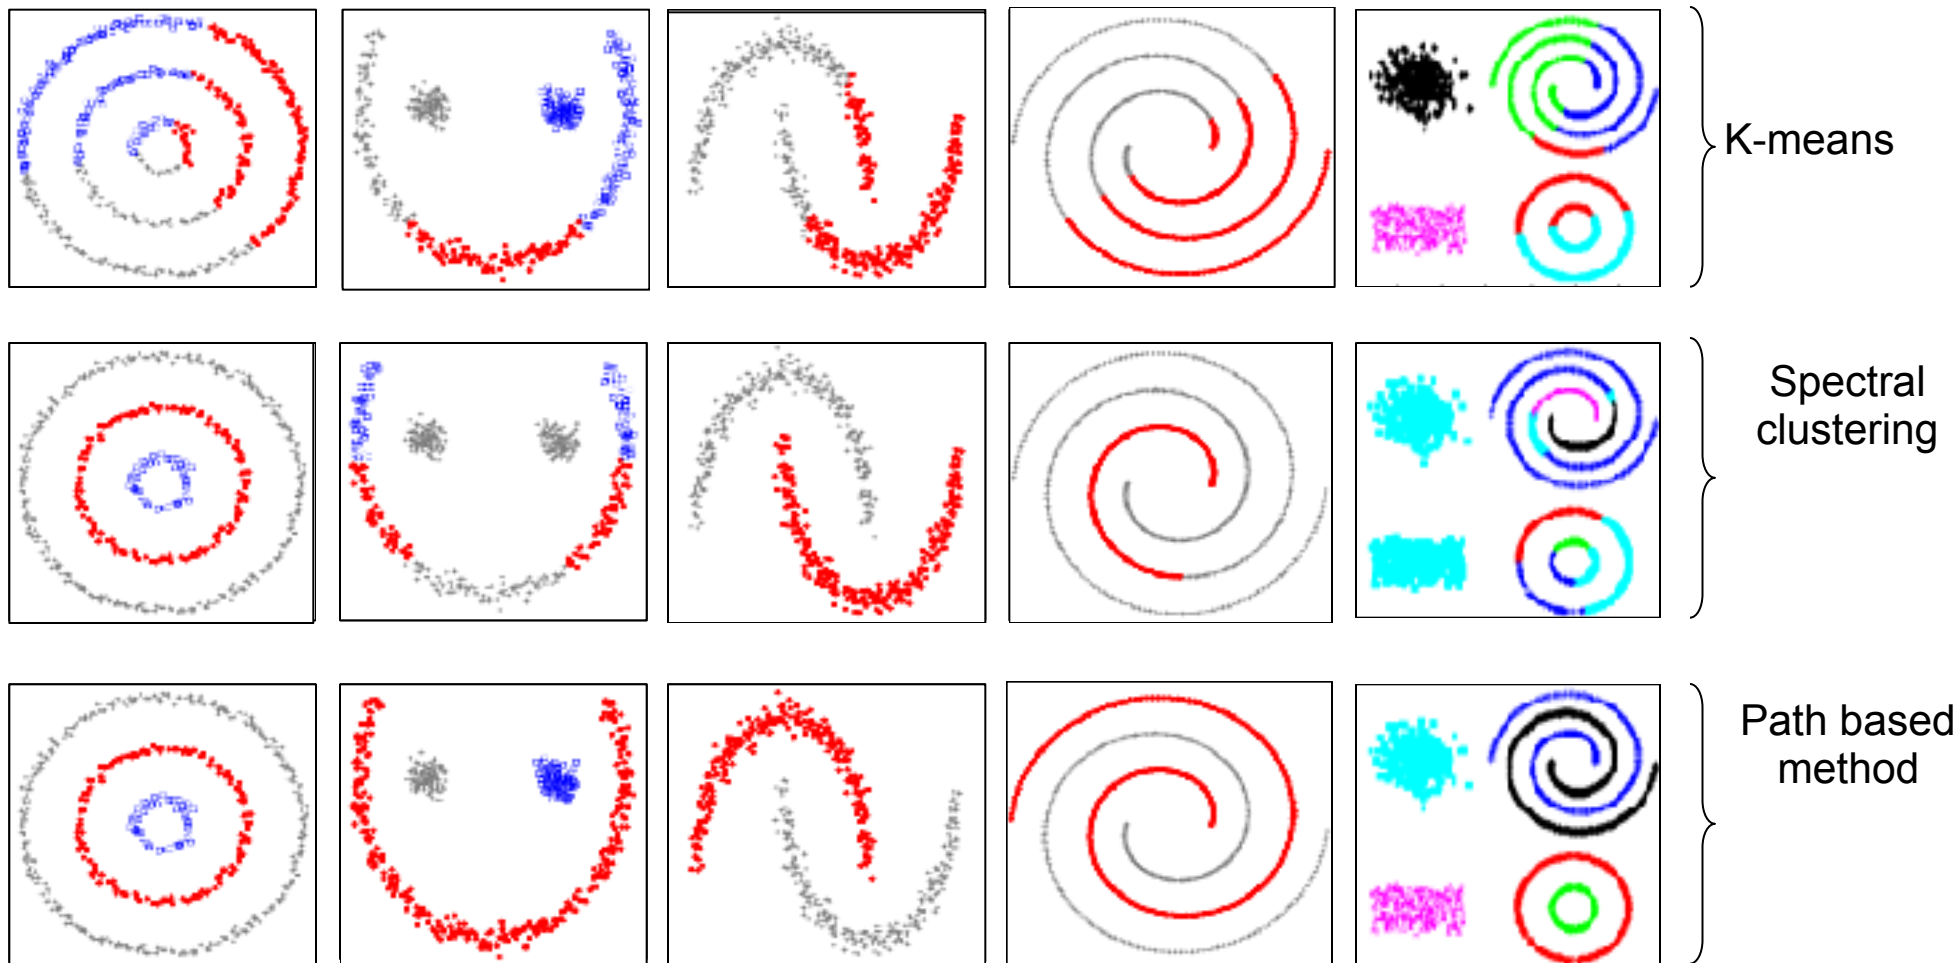 K-means
Spectral
clustering
Path based
method